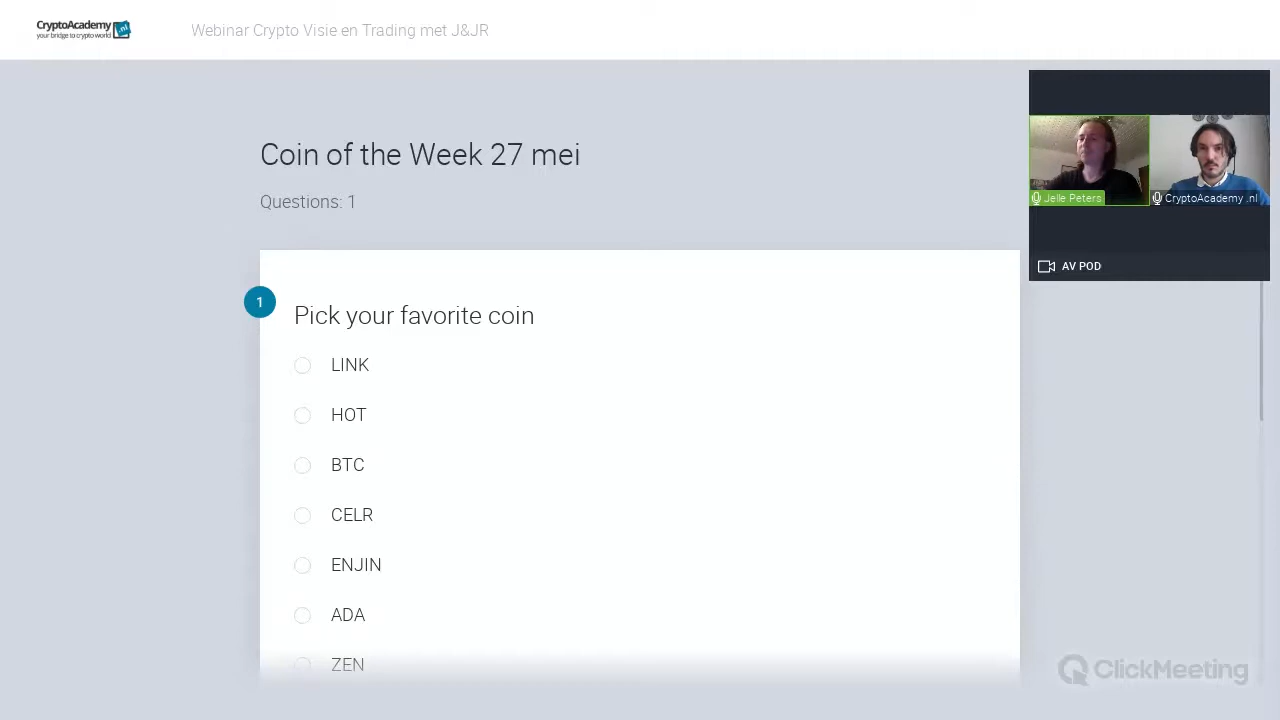 CryptoAcademy .nl
your bridge to crypto world
Webinar Crypto Visie en Trading met J&JR
Coin of the Week 27 mei
Questions: 1
1
Pick your favorite coin
LINK
HOT
BTC
CELR
ENJIN
ADA
ZEN
Jelle Peters
CryptoAcademy .nl
AV POD
ClickMeeting